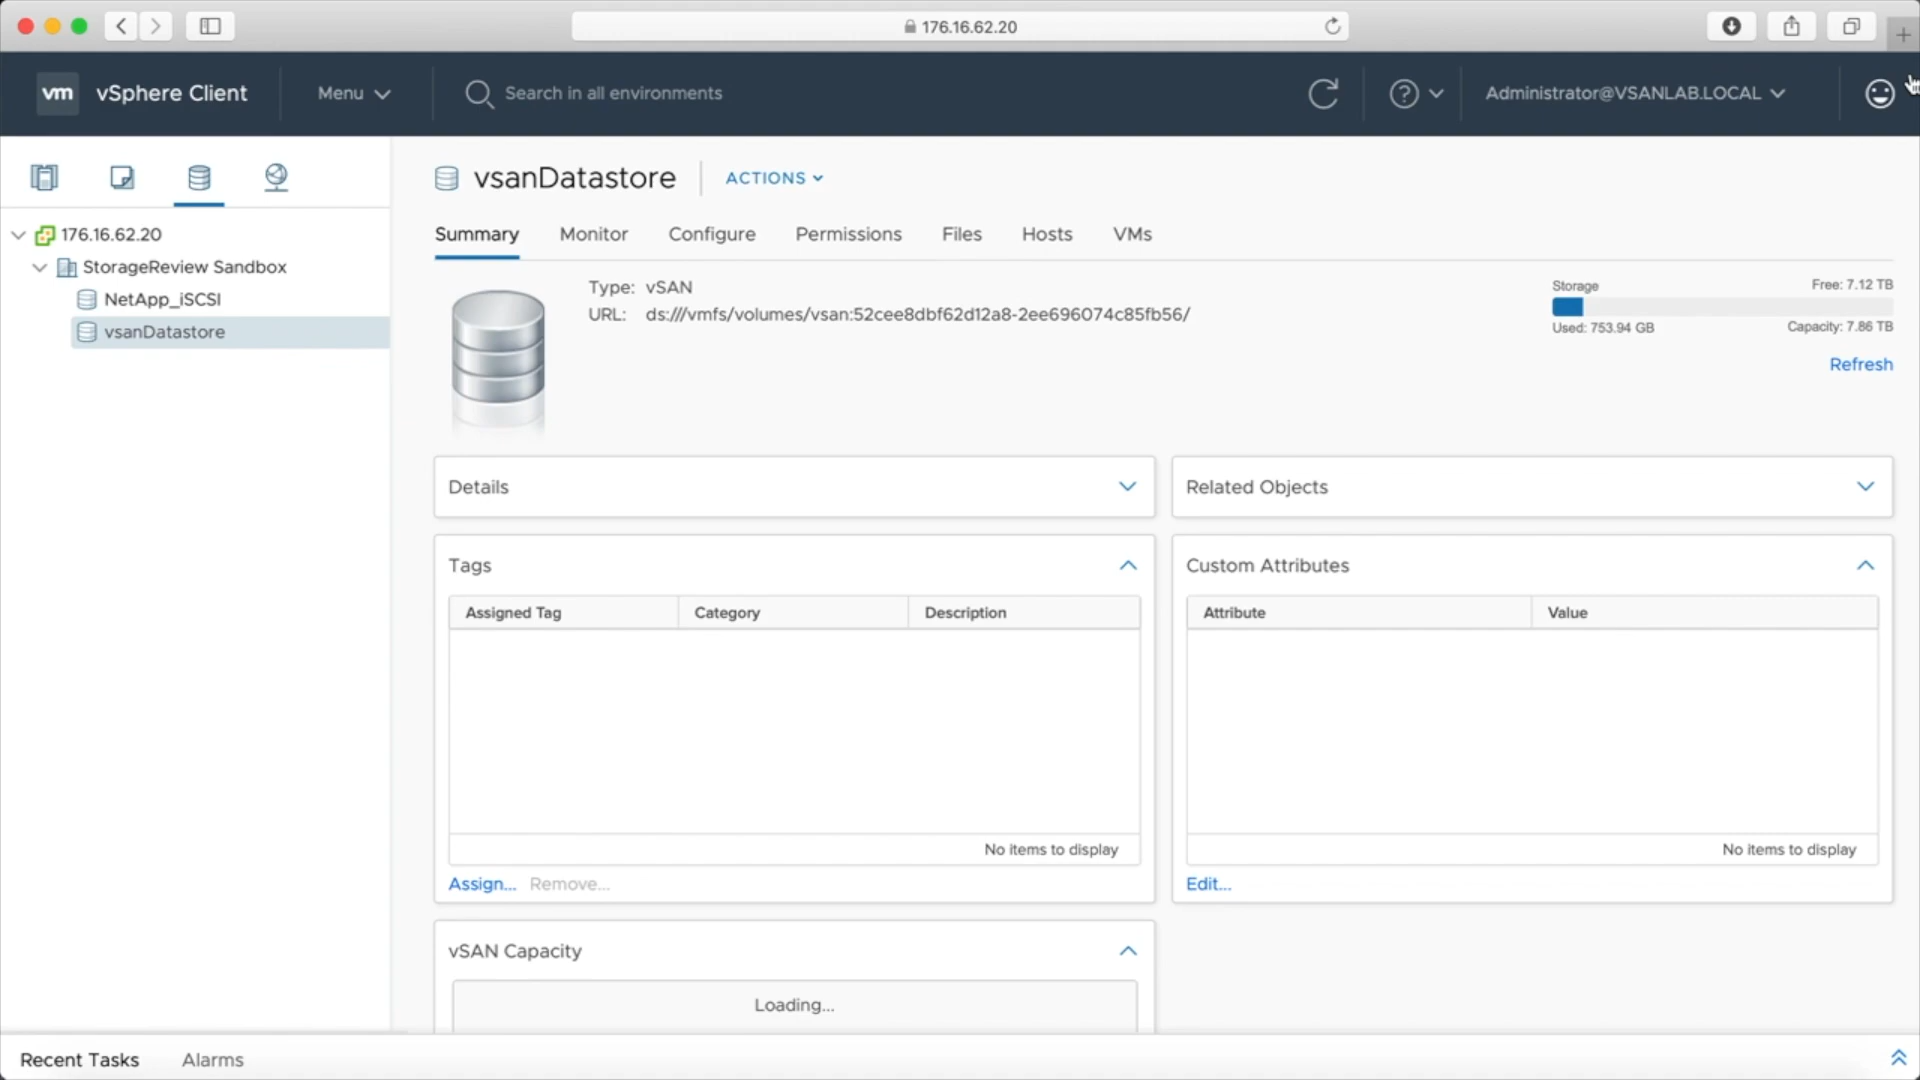 176.16.62.20
vm vSphere Client Menu Search in all environments Administrator@VSANLAB.LOCAL
vsanDatastore ACTIONS
176.16.62.20
StorageReview Sandbox
NetApp_iSCSI
vsanDatastore
Summary Monitor Configure Permissions Files Hosts VMs
Type: vSAN
URL: ds:///vmfs/volumes/vsan:52cee8dbf62d12a8-2ee696074c85fb56/
Storage Free: 7.12 TB
Used: 753.94 GB Capacity: 7.86 TB
Refresh
Details
Related Objects
Tags
Assigned Tag Category Description
No items to display
Assign... Remove...
Custom Attributes
Attribute Value
No items to display
Edit...
vSAN Capacity
Loading...
Recent Tasks Alarms